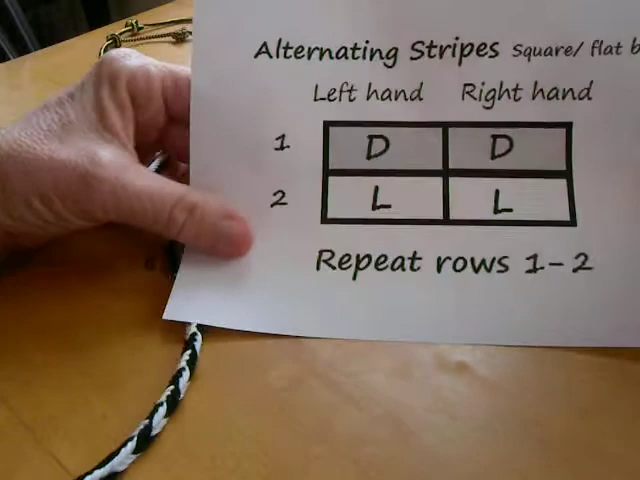 Alternating Stripes Square/ flat b
Left hand Right hand
1 D D
2 L L
Repeat rows 1-2